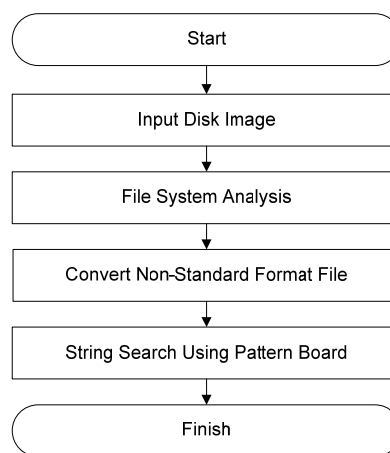 Start
Input Disk Image
File System Analysis
Convert Non-Standard Format File
String Search Using Pattern Board
Finish